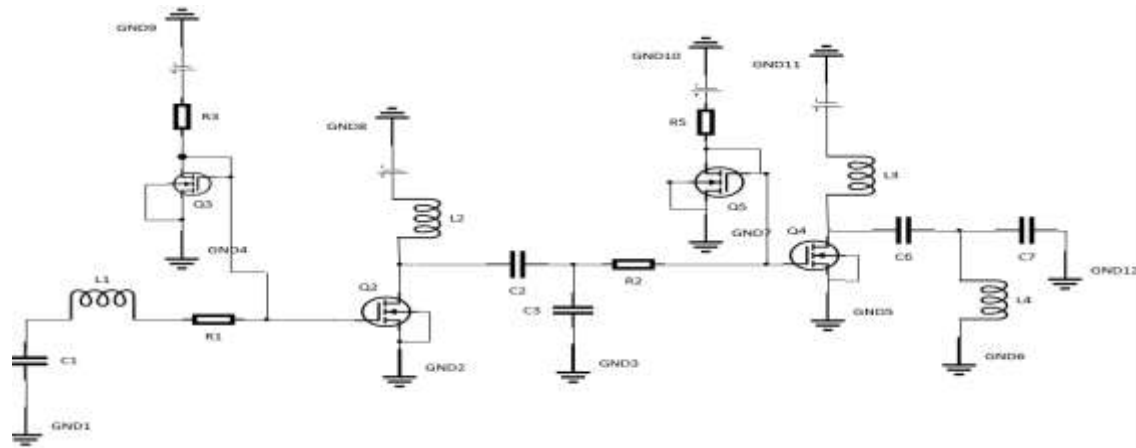 GND9
GND10
GND11
R3
R5
GND8
L3
Q3
Q5
L2
GND4
GND7
Q4
L1
Q2
C2
R2
C6
C7
GND12
C3
L4
R1
GND5
C1
GND2
GND3
GND6
GND1